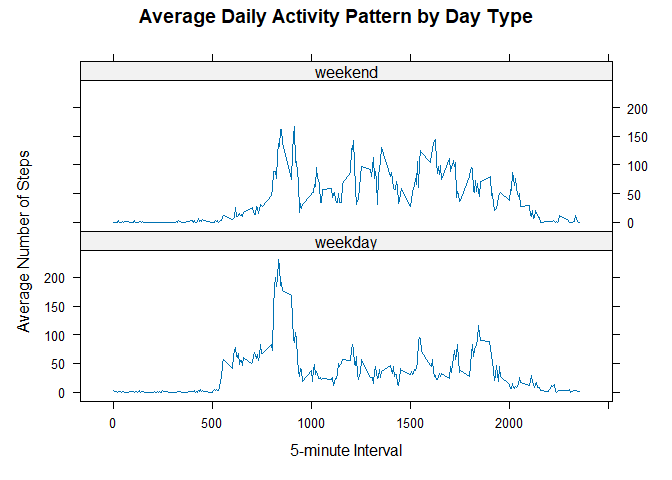 Average Daily Activity Pattern by Day Type
weekend
200
150
100
50
0
Average Number of Steps
weekday
200
150
100
50
0
0 500 1000 1500 2000
5-minute Interval